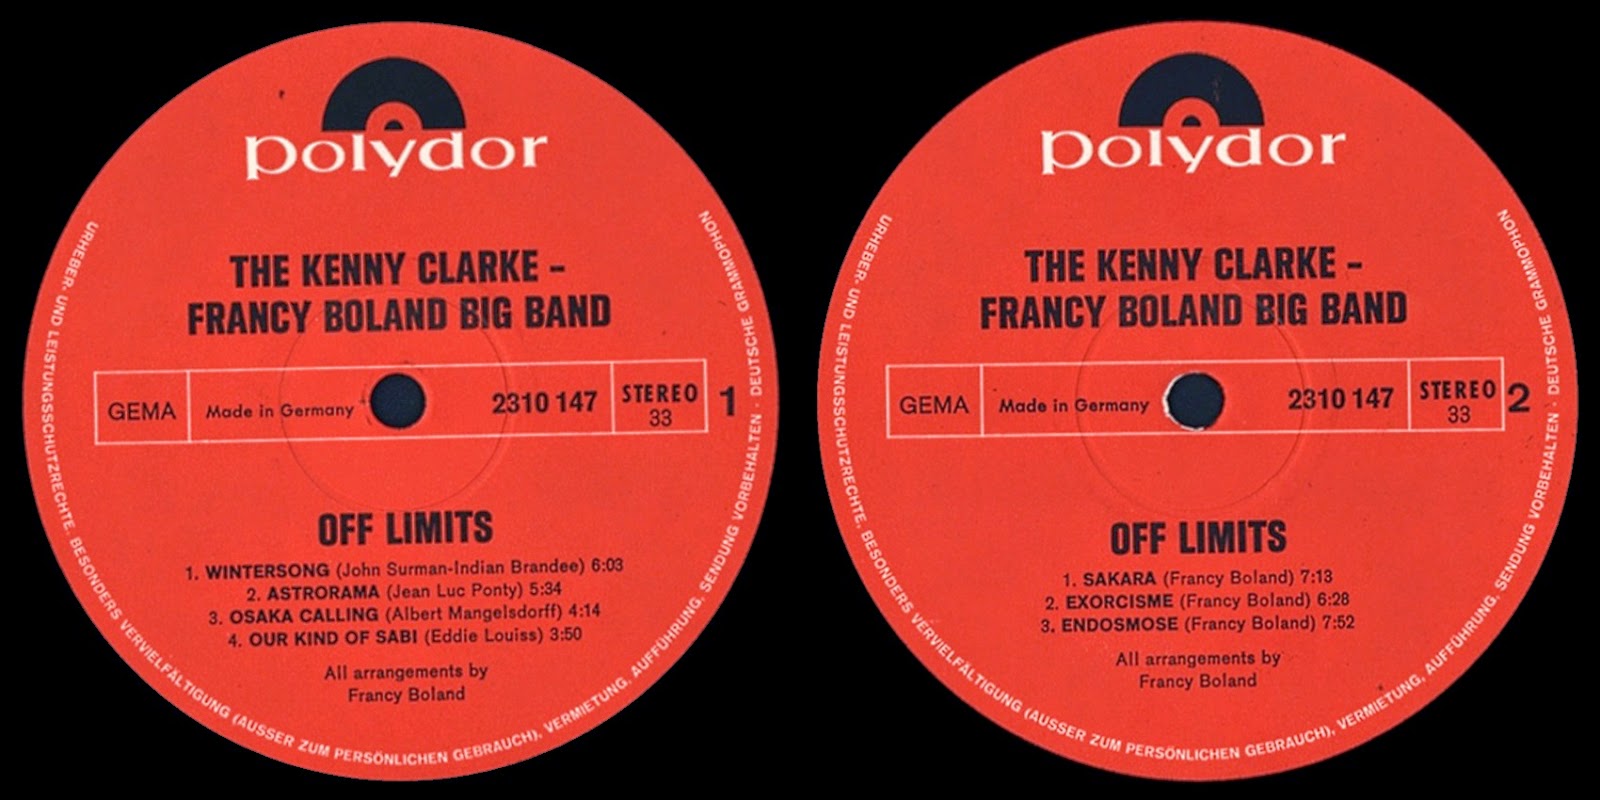 polydor
THE KENNY CLARKE –
FRANCY BOLAND BIG BAND
GEMA
Made in Germany
2310 147
STEREO
33
1
OFF LIMITS
1. WINTERSONG (John Surman-Indian Brandee) 6:03
2. ASTRORAMA (Jean Luc Ponty) 5:34
3. OSAKA CALLING (Albert Mangelsdorff) 4:14
4. OUR KIND OF SABI (Eddie Louiss) 3:50
All arrangements by
Francy Boland
URHEBER- UND LEISTUNGSSCHUTZRECHTE. BESONDERS VERVIELFÄLTIGUNG (AUSSER ZUM PERSÖNLICHEN GEBRAUCH), VERMIETUNG, AUFFÜHRUNG, SENDUNG VORBEHALTEN · DEUTSCHE GRAMMOPHON
polydor
THE KENNY CLARKE –
FRANCY BOLAND BIG BAND
GEMA
Made in Germany
2310 147
STEREO
33
2
OFF LIMITS
1. SAKARA (Francy Boland) 7:13
2. EXORCISME (Francy Boland) 6:28
3. ENDOSMOSE (Francy Boland) 7:52
All arrangements by
Francy Boland
URHEBER- UND LEISTUNGSSCHUTZRECHTE. BESONDERS VERVIELFÄLTIGUNG (AUSSER ZUM PERSÖNLICHEN GEBRAUCH), VERMIETUNG, AUFFÜHRUNG, SENDUNG VORBEHALTEN · DEUTSCHE GRAMMOPHON